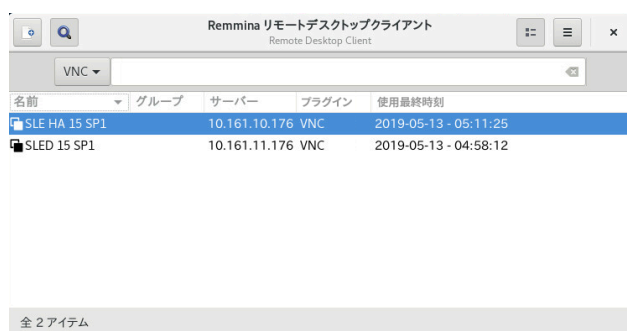 Remmina リモートデスクトップクライアント
Remote Desktop Client
VNC
名前 グループ サーバー プラグイン 使用最終時刻
SLE HA 15 SP1 10.161.10.176 VNC 2019-05-13 - 05:11:25
SLED 15 SP1 10.161.11.176 VNC 2019-05-13 - 04:58:12
全 2 アイテム